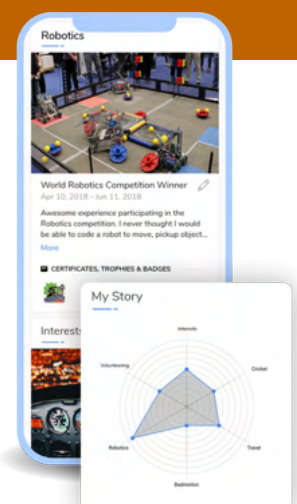 Robotics
World Robotics Competition Winner
Apr 10, 2018 - Jun 11, 2018
Awesome experience participating in the
Robotics competition. I never thought I would
be able to code a robot to move, pickup object...
More
CERTIFICATES, TROPHIES & BADGES
Interests
My Story
Interests
Volunteering
Cricket
Robotics
Travel
Badminton